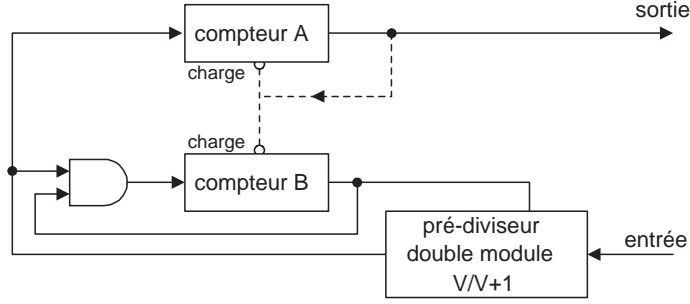 sortie
compteur A
charge
charge
compteur B
pré-diviseur
double module
V/V+1
entrée